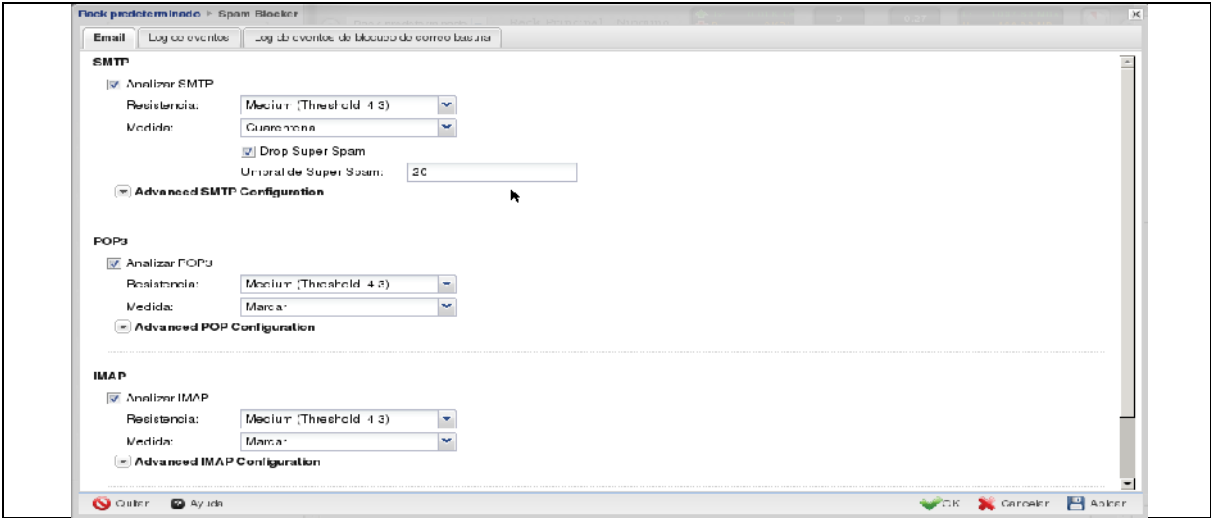 Rack predeterminado ▸ Spam Blocker
Email Log de eventos Log de eventos de bloqueo de correo basura
SMTP
Analizar SMTP
Resistencia: Medium (Threshold 4.3)
Medida: Cuarentena
Drop Super Spam
Umbral de Super Spam: 20
Advanced SMTP Configuration
POP3
Analizar POP3
Resistencia: Medium (Threshold 4.3)
Medida: Marcar
Advanced POP Configuration
IMAP
Analizar IMAP
Resistencia: Medium (Threshold 4.3)
Medida: Marcar
Advanced IMAP Configuration
Quitar Ayuda OK Cancelar Aplicar